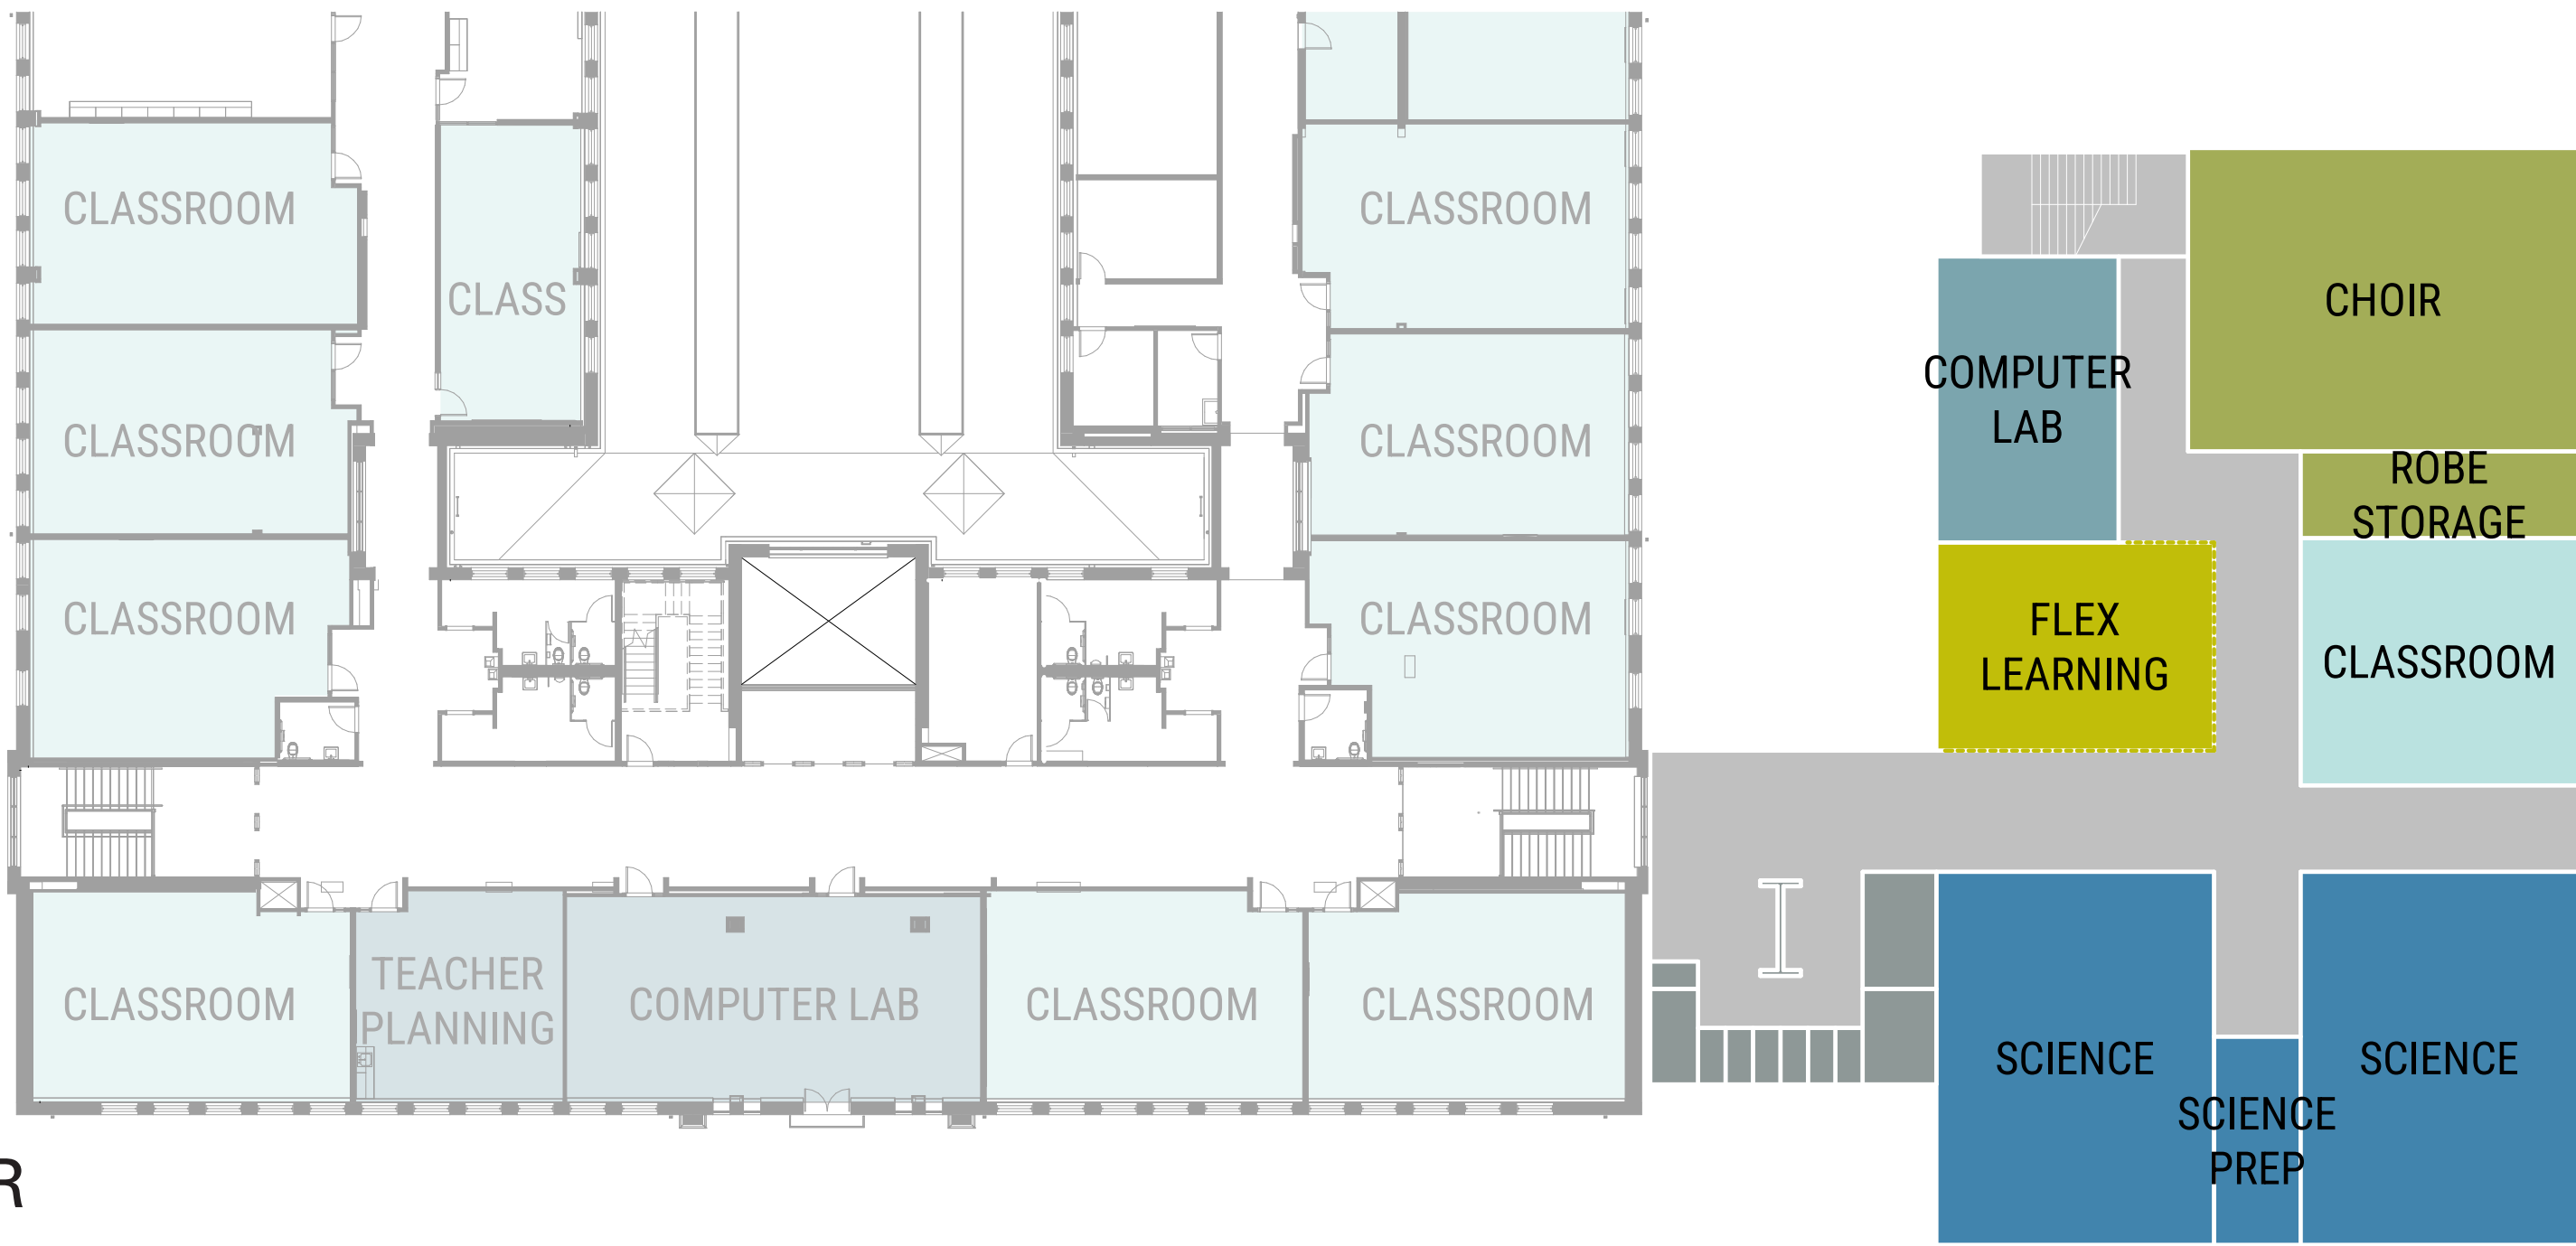 CLASSROOM
CLASSROOM
CLASS
CHOIR
COMPUTER
LAB
CLASSROOM
CLASSROOM
ROBE
STORAGE
CLASSROOM
CLASSROOM
FLEX
LEARNING
CLASSROOM
CLASSROOM
TEACHER
PLANNING
COMPUTER LAB
CLASSROOM
CLASSROOM
SCIENCE
SCIENCE
SCIENCE
PREP
R